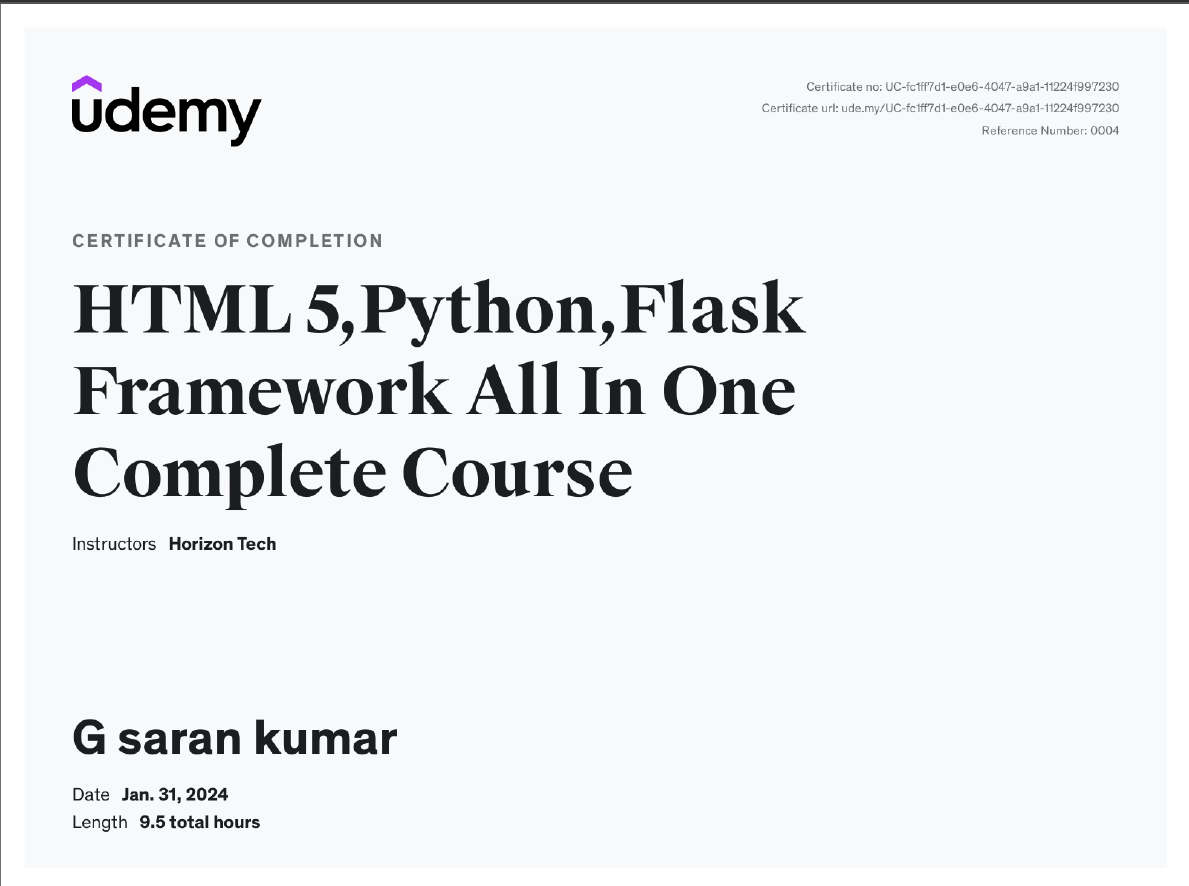 udemy
Certificate no: UC-fc1ff7d1-e0e6-4047-a9a1-11224f997230
Certificate url: ude.my/UC-fc1ff7d1-e0e6-4047-a9a1-11224f997230
Reference Number: 0004
CERTIFICATE OF COMPLETION
HTML 5,Python,Flask
Framework All In One
Complete Course
Instructors Horizon Tech
G saran kumar
Date Jan. 31, 2024
Length 9.5 total hours